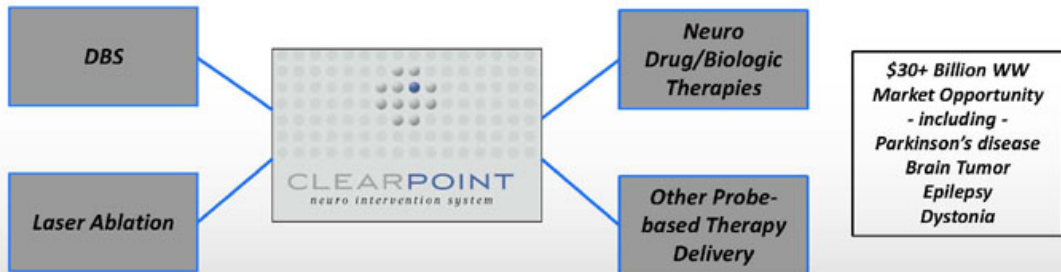 DBS
Laser Ablation
CLEARPOINT
neuro intervention system
Neuro
Drug/Biologic
Therapies
Other Probe-
based Therapy
Delivery
$30+ Billion WW
Market Opportunity
- including -
Parkinson's disease
Brain Tumor
Epilepsy
Dystonia